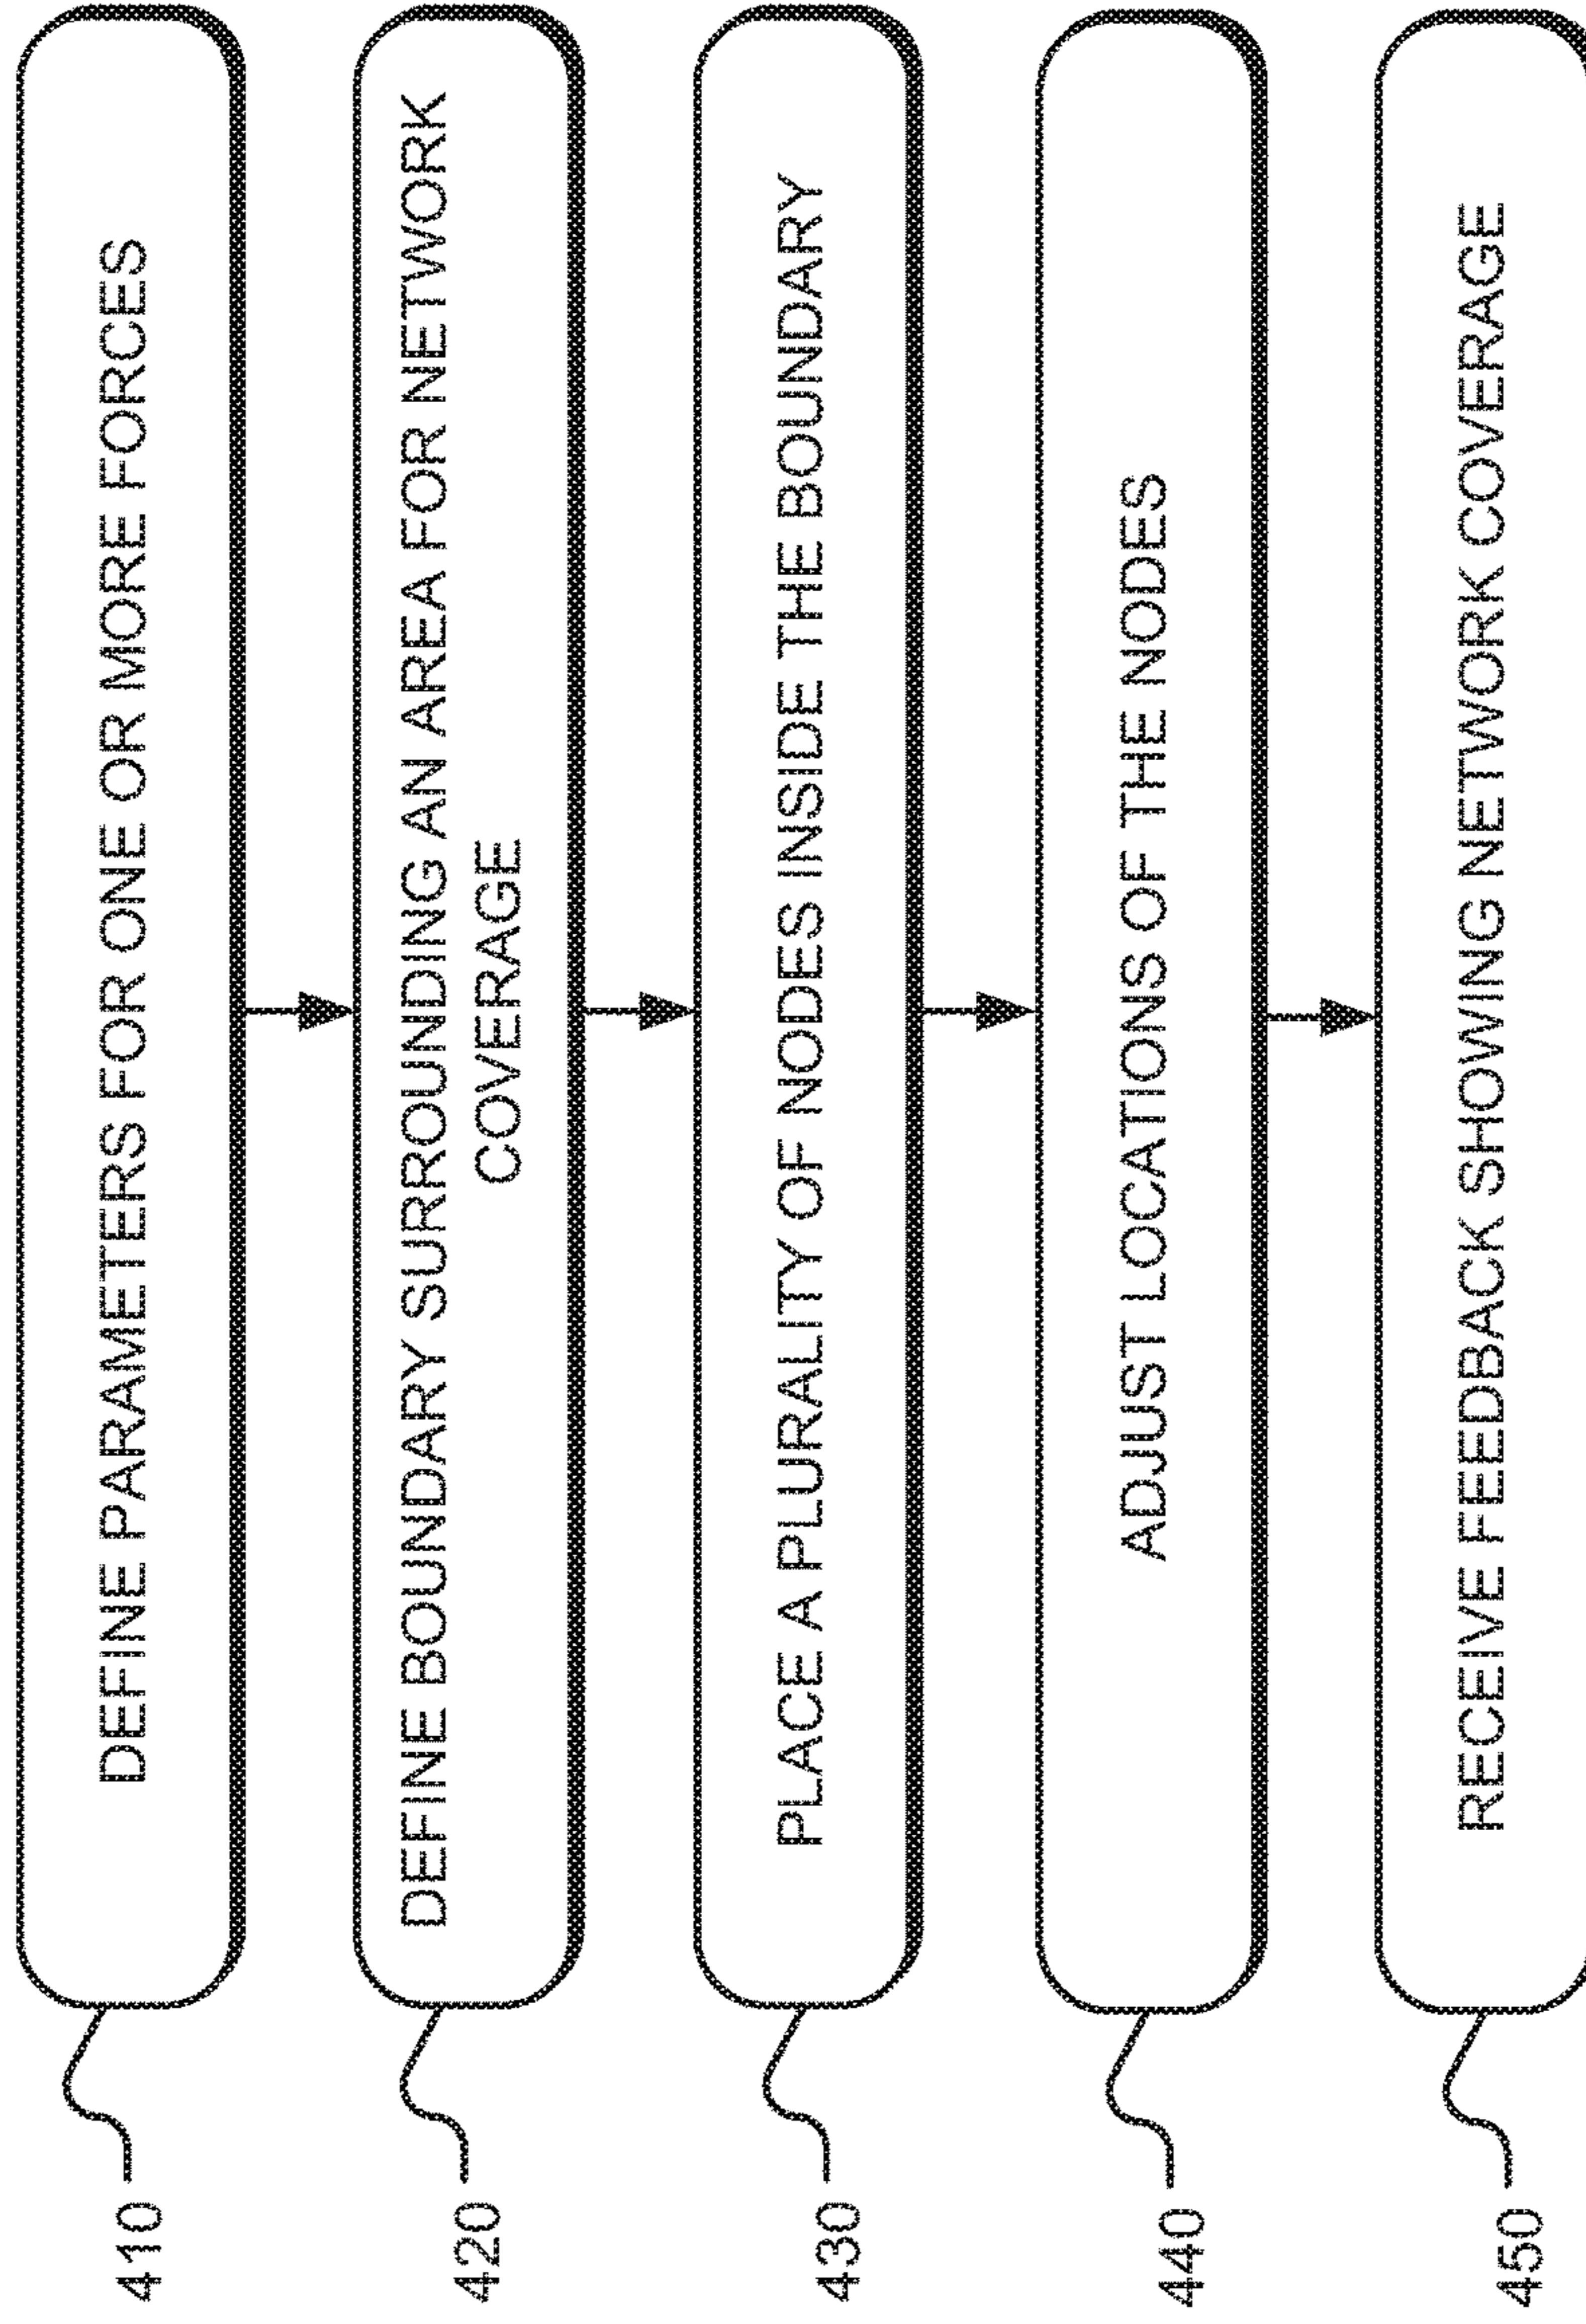 410
DEFINE PARAMETERS FOR ONE OR MORE FORCES
420
DEFINE BOUNDARY SURROUNDING AN AREA FOR NETWORK
COVERAGE
430
PLACE A PLURALITY OF NODES INSIDE THE BOUNDARY
440
ADJUST LOCATIONS OF THE NODES
450
RECEIVE FEEDBACK SHOWING NETWORK COVERAGE